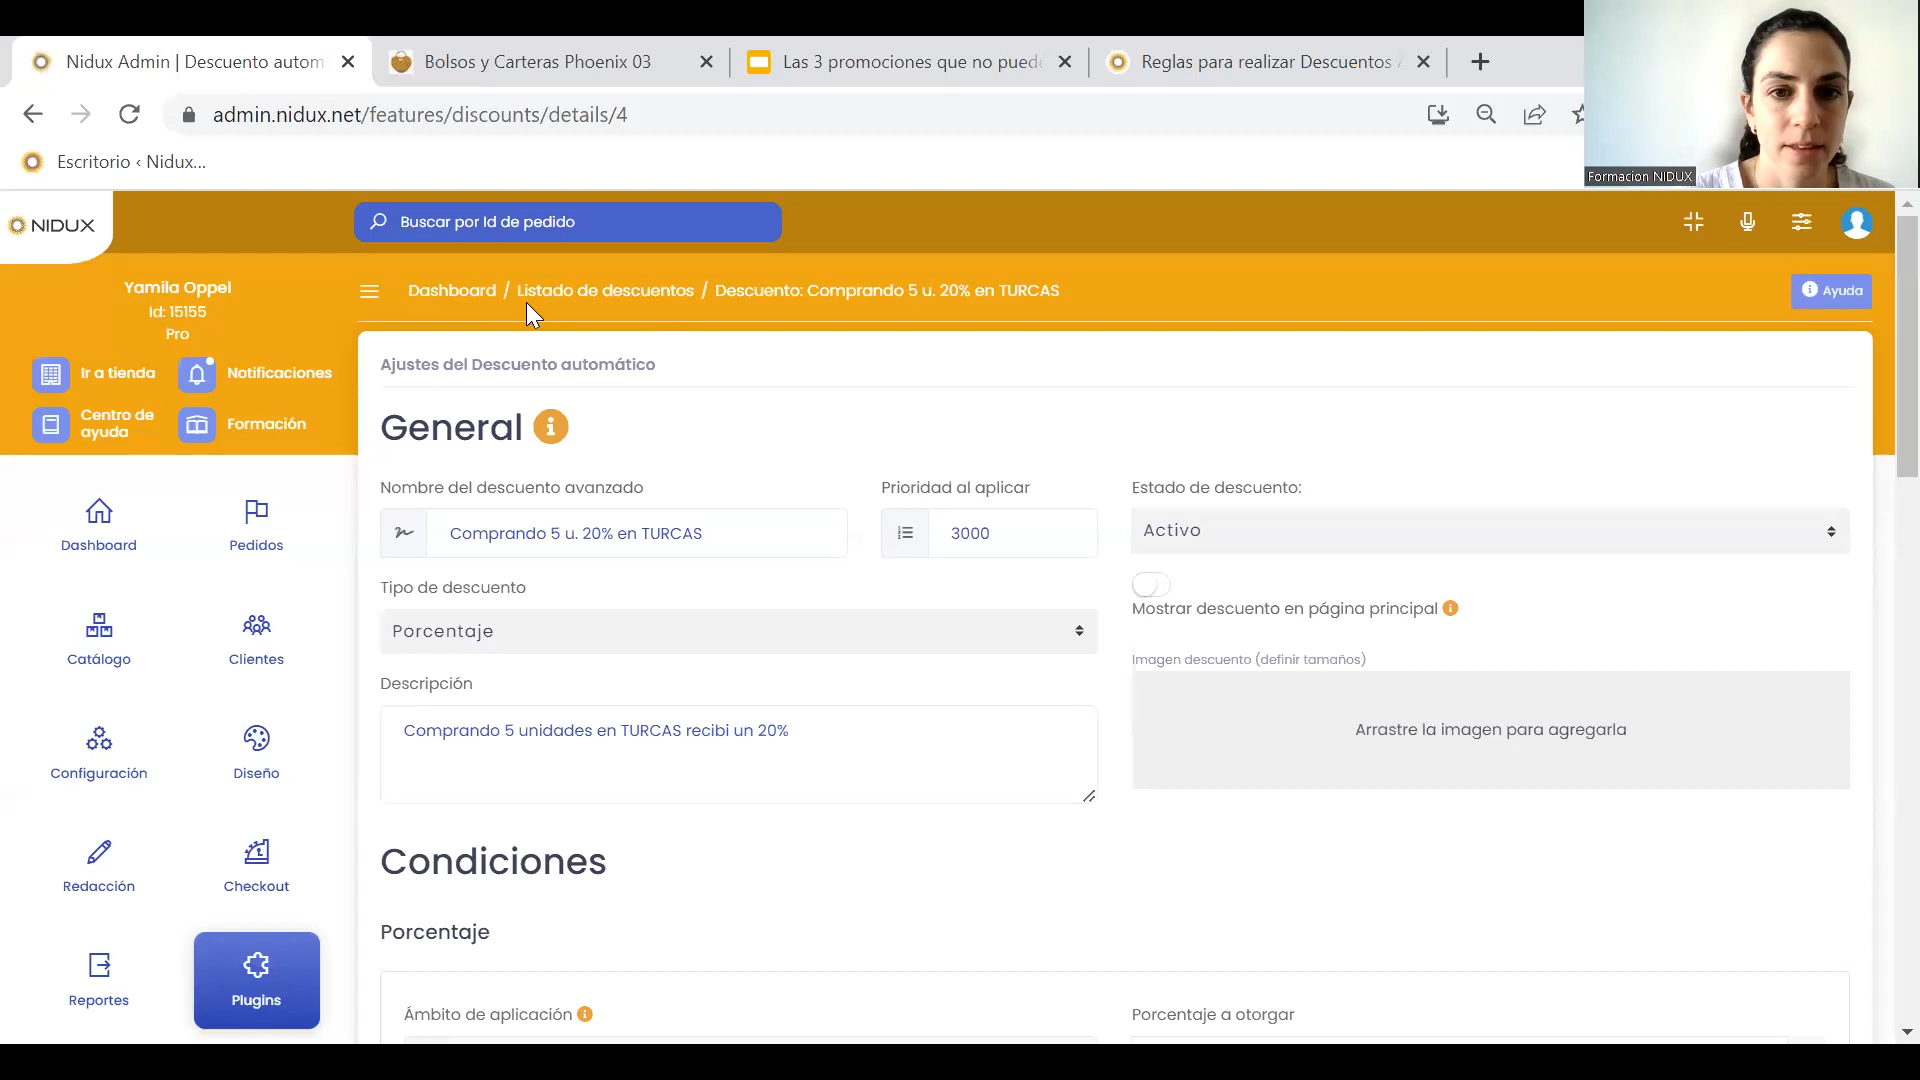 Nidux Admin | Descuento autom
Bolsos y Carteras Phoenix 03
Las 3 promociones que no puede
Reglas para realizar Descuentos A
admin.nidux.net/features/discounts/details/4
Escritorio ‹ Nidux...
Formacion NIDUX
NIDUX
Buscar por Id de pedido
Yamila Oppel
Id: 15155
Pro
Dashboard / Listado de descuentos / Descuento: Comprando 5 u. 20% en TURCAS
Ayuda
Ir a tienda
Notificaciones
Centro de
ayuda
Formación
Dashboard
Pedidos
Catálogo
Clientes
Configuración
Diseño
Redacción
Checkout
Reportes
Plugins
Ajustes del Descuento automático
General
Nombre del descuento avanzado
Comprando 5 u. 20% en TURCAS
Prioridad al aplicar
3000
Estado de descuento:
Activo
Tipo de descuento
Porcentaje
Mostrar descuento en página principal
Descripción
Comprando 5 unidades en TURCAS recibi un 20%
Imagen descuento (definir tamaños)
Arrastre la imagen para agregarla
Condiciones
Porcentaje
Ámbito de aplicación
Porcentaje a otorgar